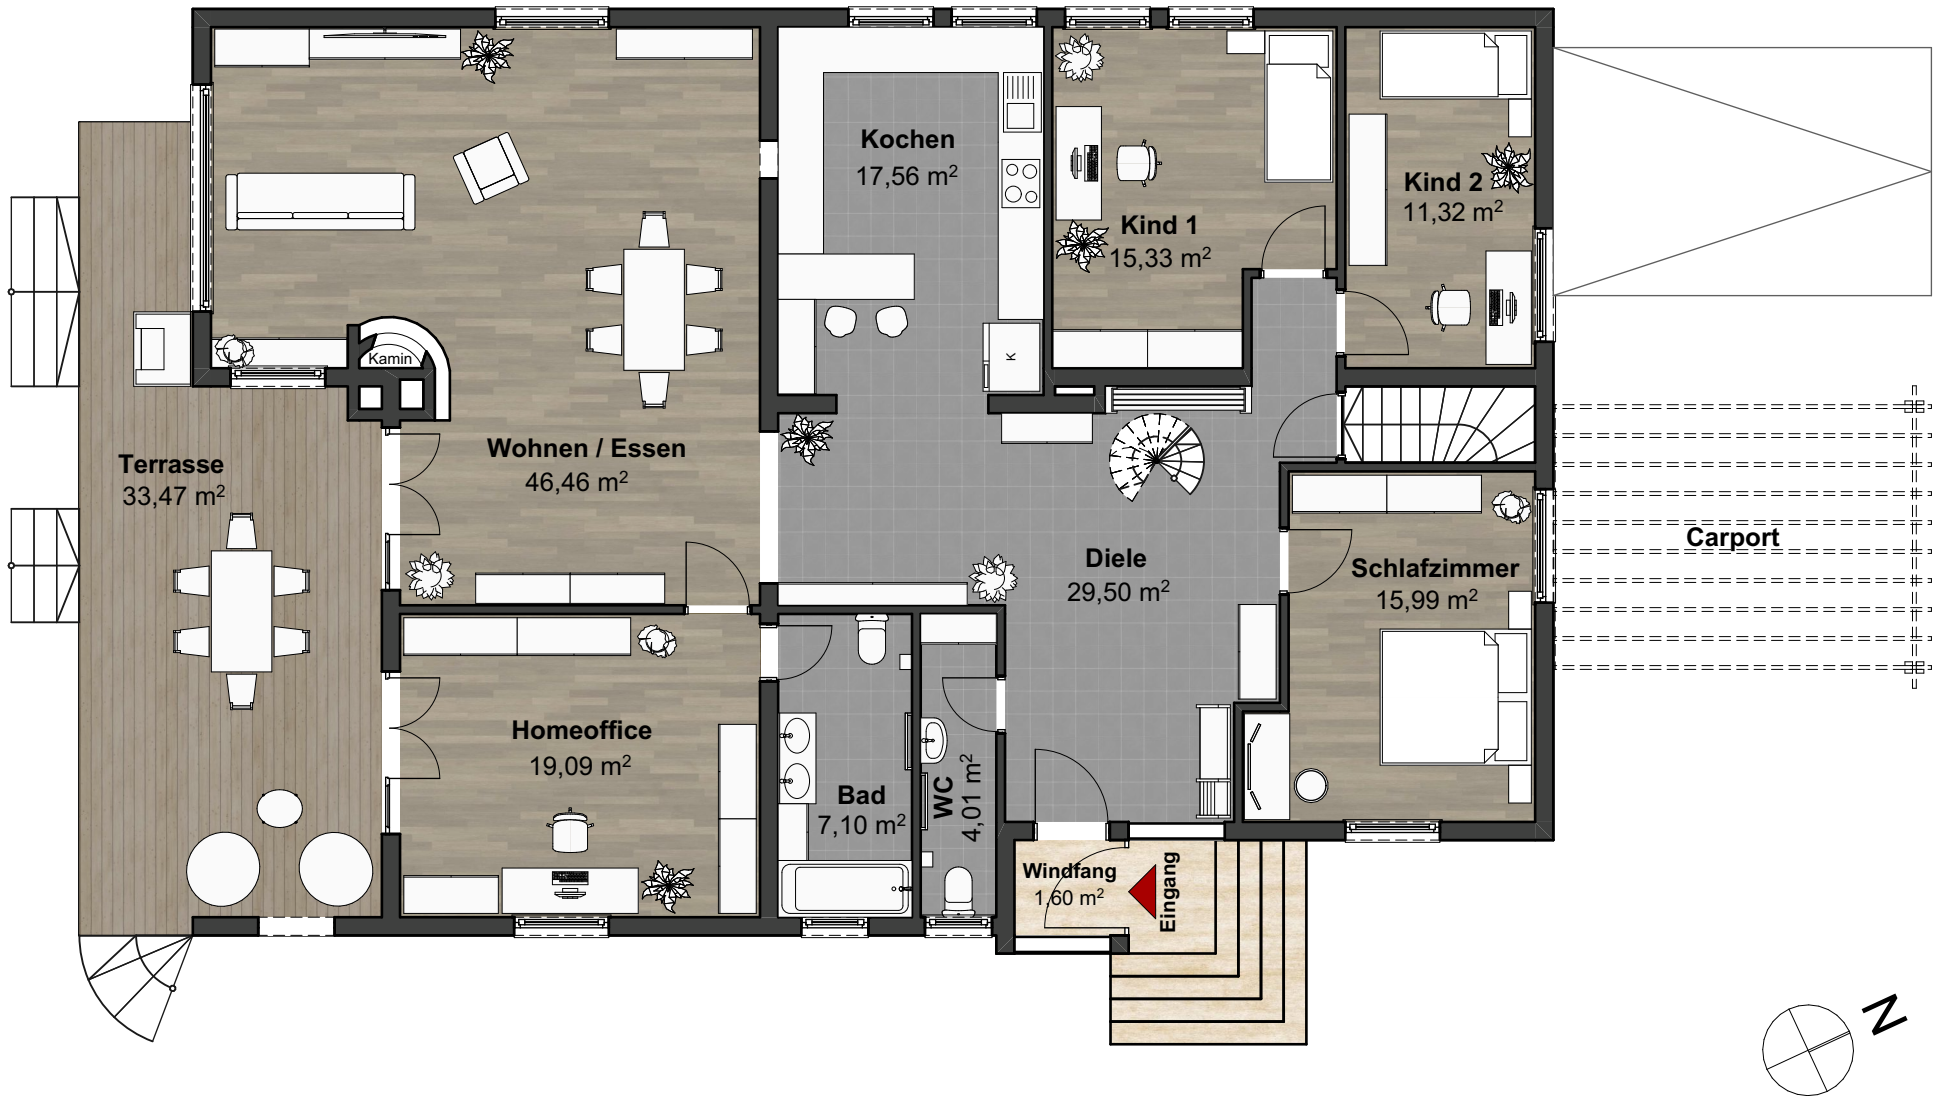 Kochen
17,56 m²
Kind 2
11,32 m²
Kind 1
15,33 m²
Kamin
K
Wohnen / Essen
46,46 m²
Terrasse
33,47 m²
Diele
29,50 m²
Schlafzimmer
15,99 m²
Carport
Homeoffice
19,09 m²
Bad
7,10 m²
WC
4,01 m²
Windfang
1,60 m²
Eingang
N